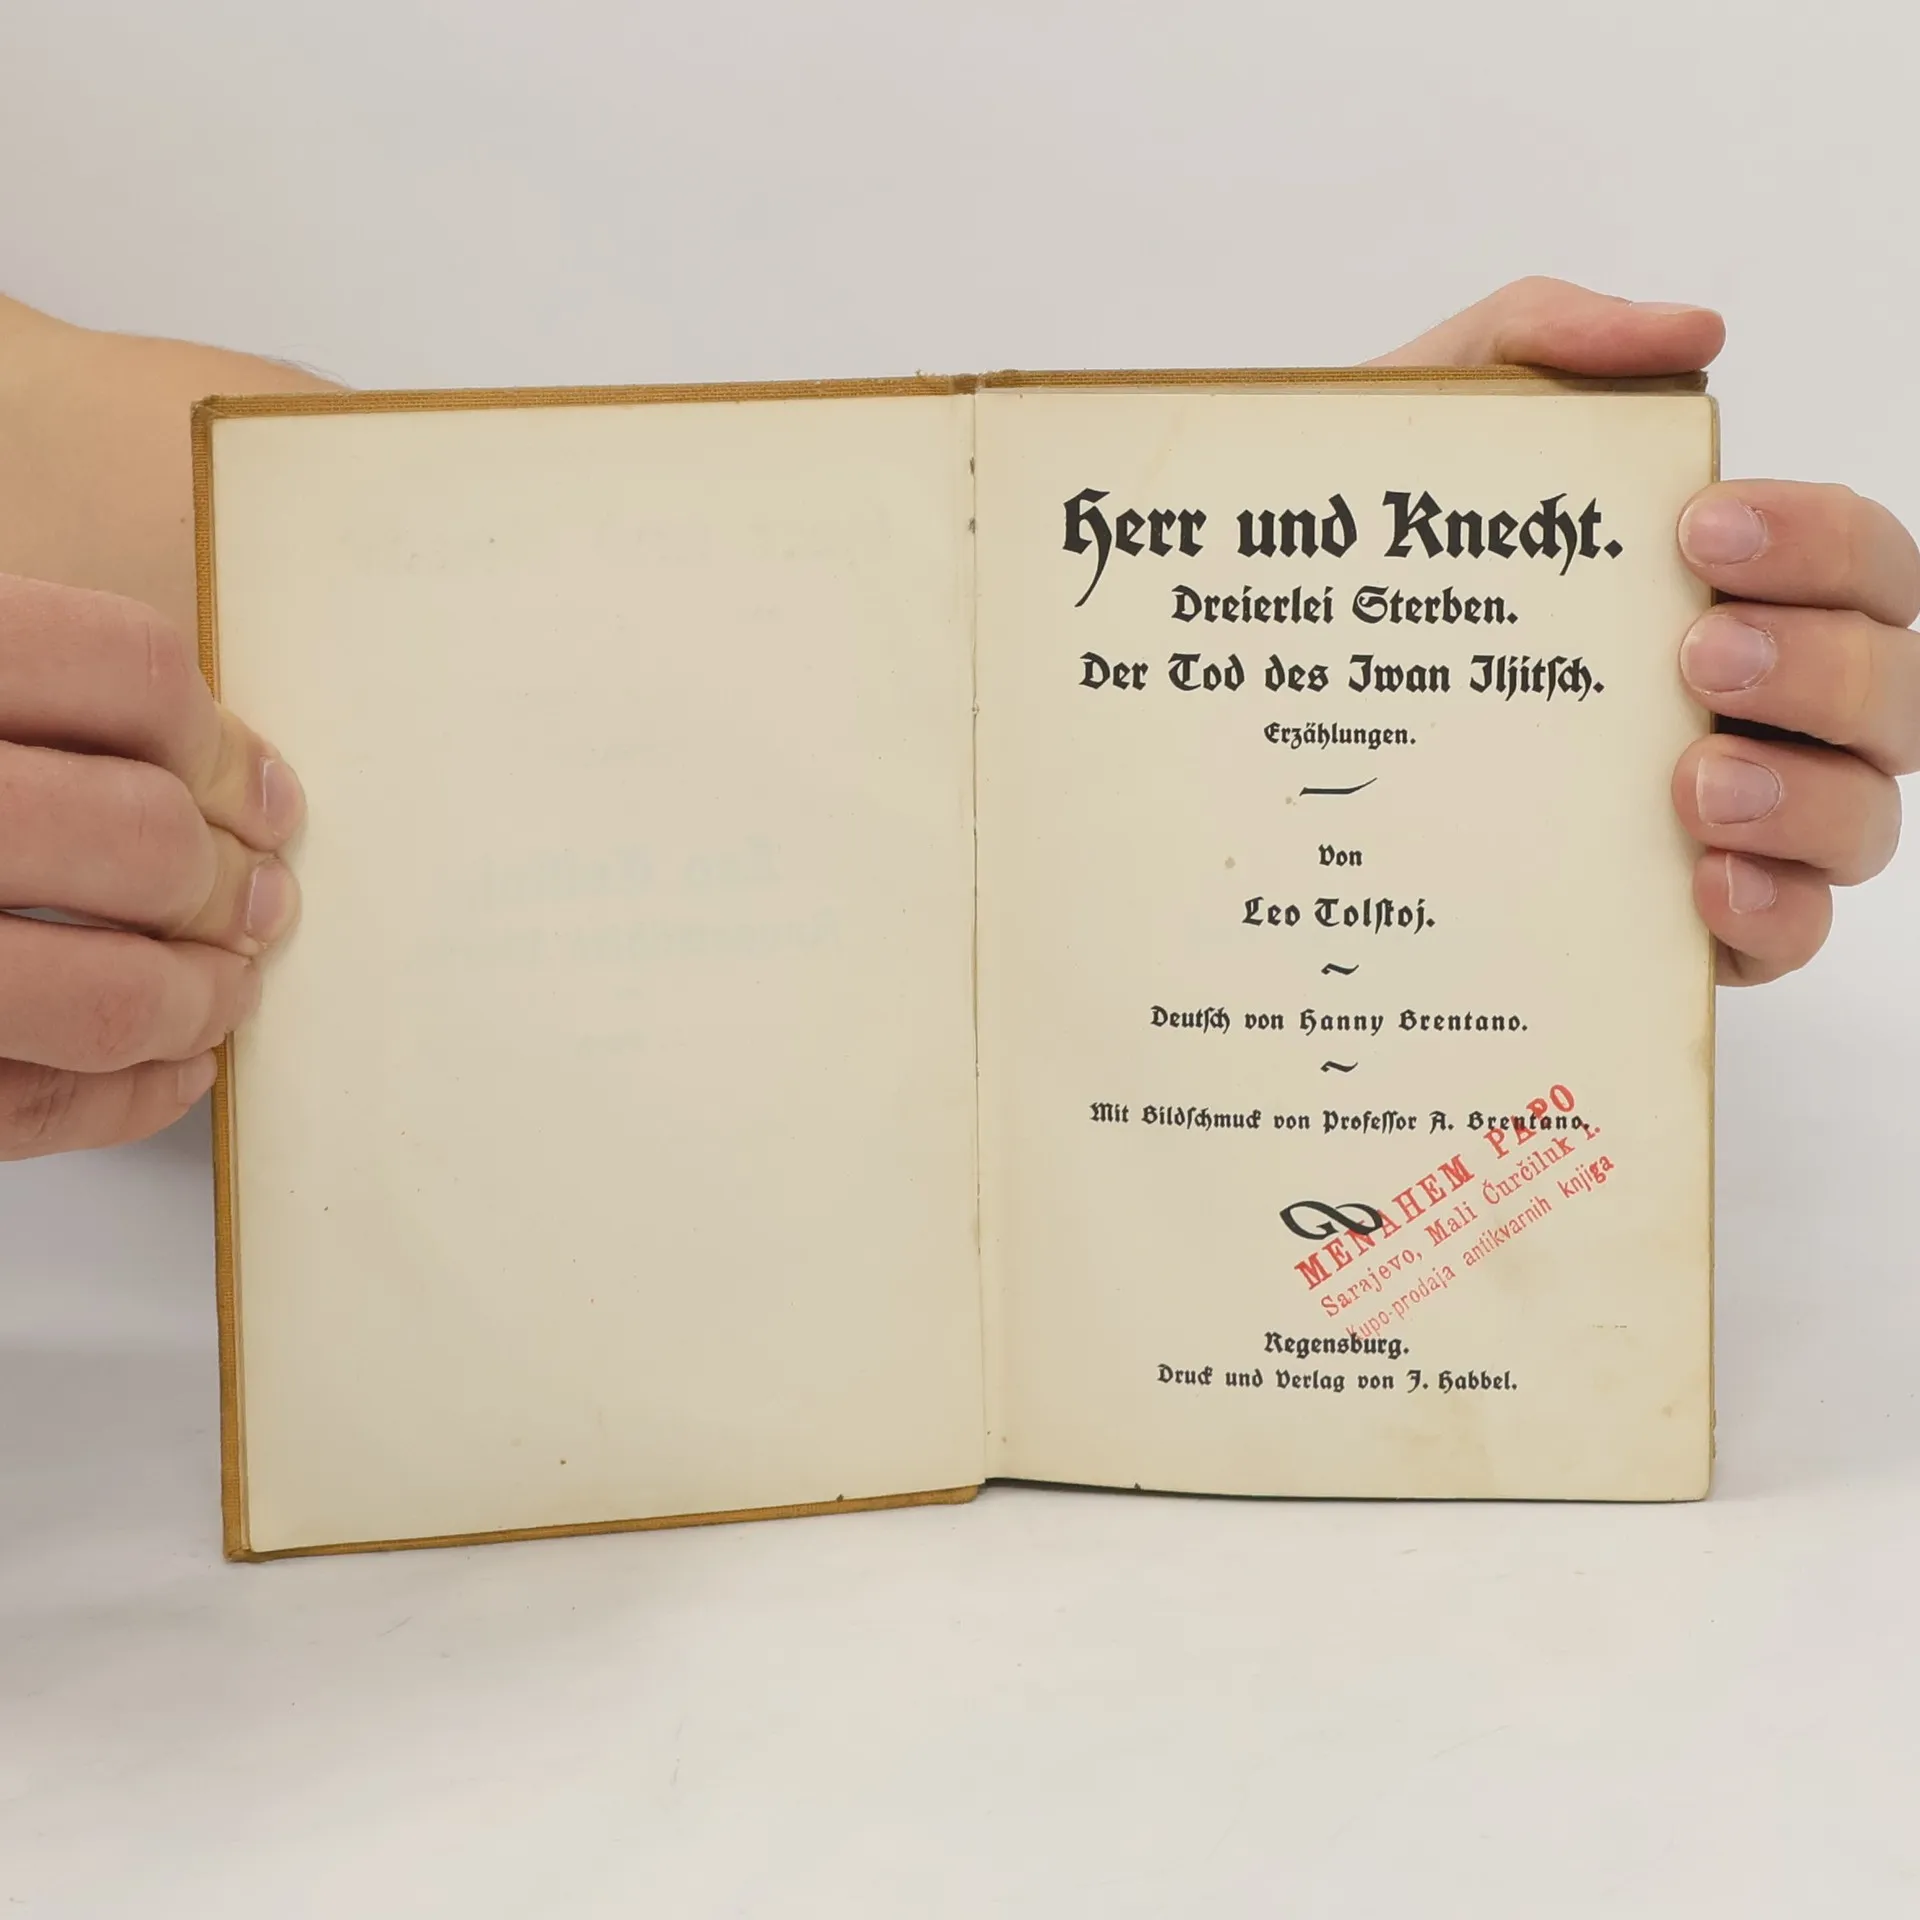 Herr und Knecht.
Dreierlei Sterben.
Der Tod des Iwan Iljitſch.
Erzählungen.
Von
Leo Tolſtoj.
Deutſch von Hanny Brentano.
Mit Bildſchmuck von Profeſſor A. Brentano.
MENAHEM PAPO
Sarajevo, Mali Čurčiluk 1.
Kupo-prodaja antikvarnih knjiga
Regensburg.
Druck und Verlag von J. Habbel.